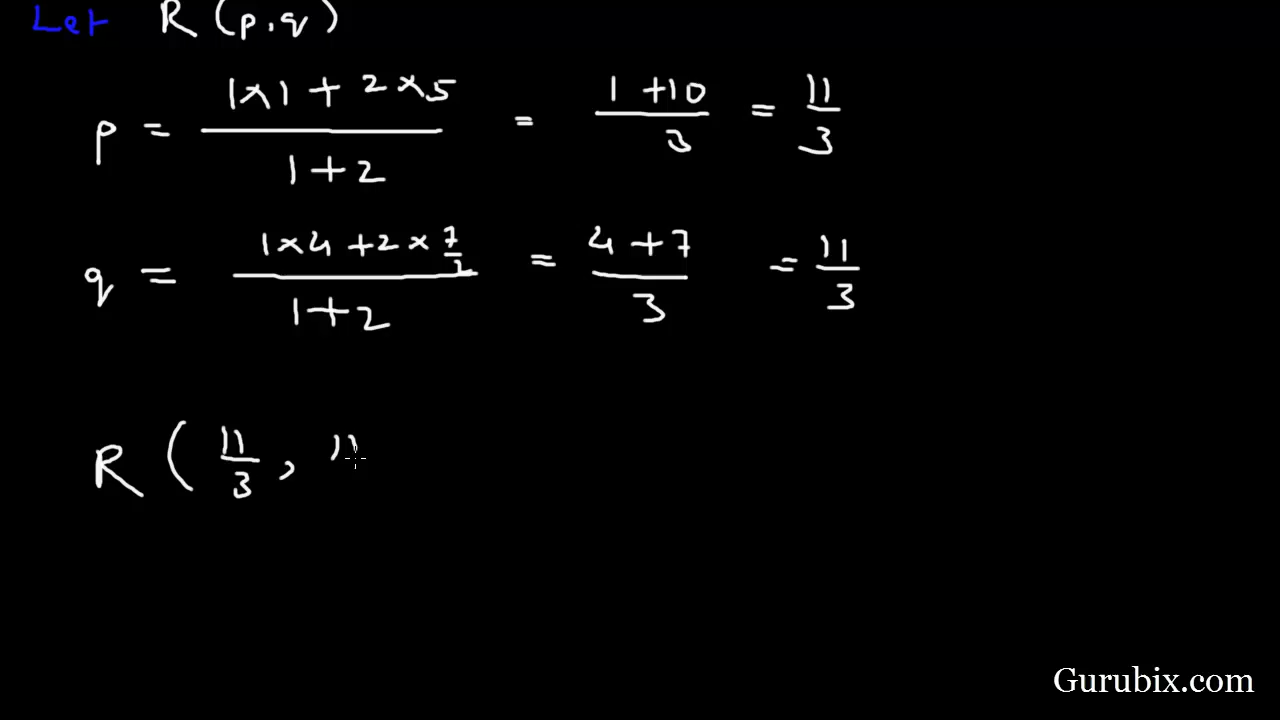 Let R (p,q)
p = 1×1 + 2×5 / 1+2 = 1+10 / 3 = 11/3
q = 1×4 + 2×7/2 / 1+2 = 4+7 / 3 = 11/3
R ( 11/3 , 11
Gurubix.com